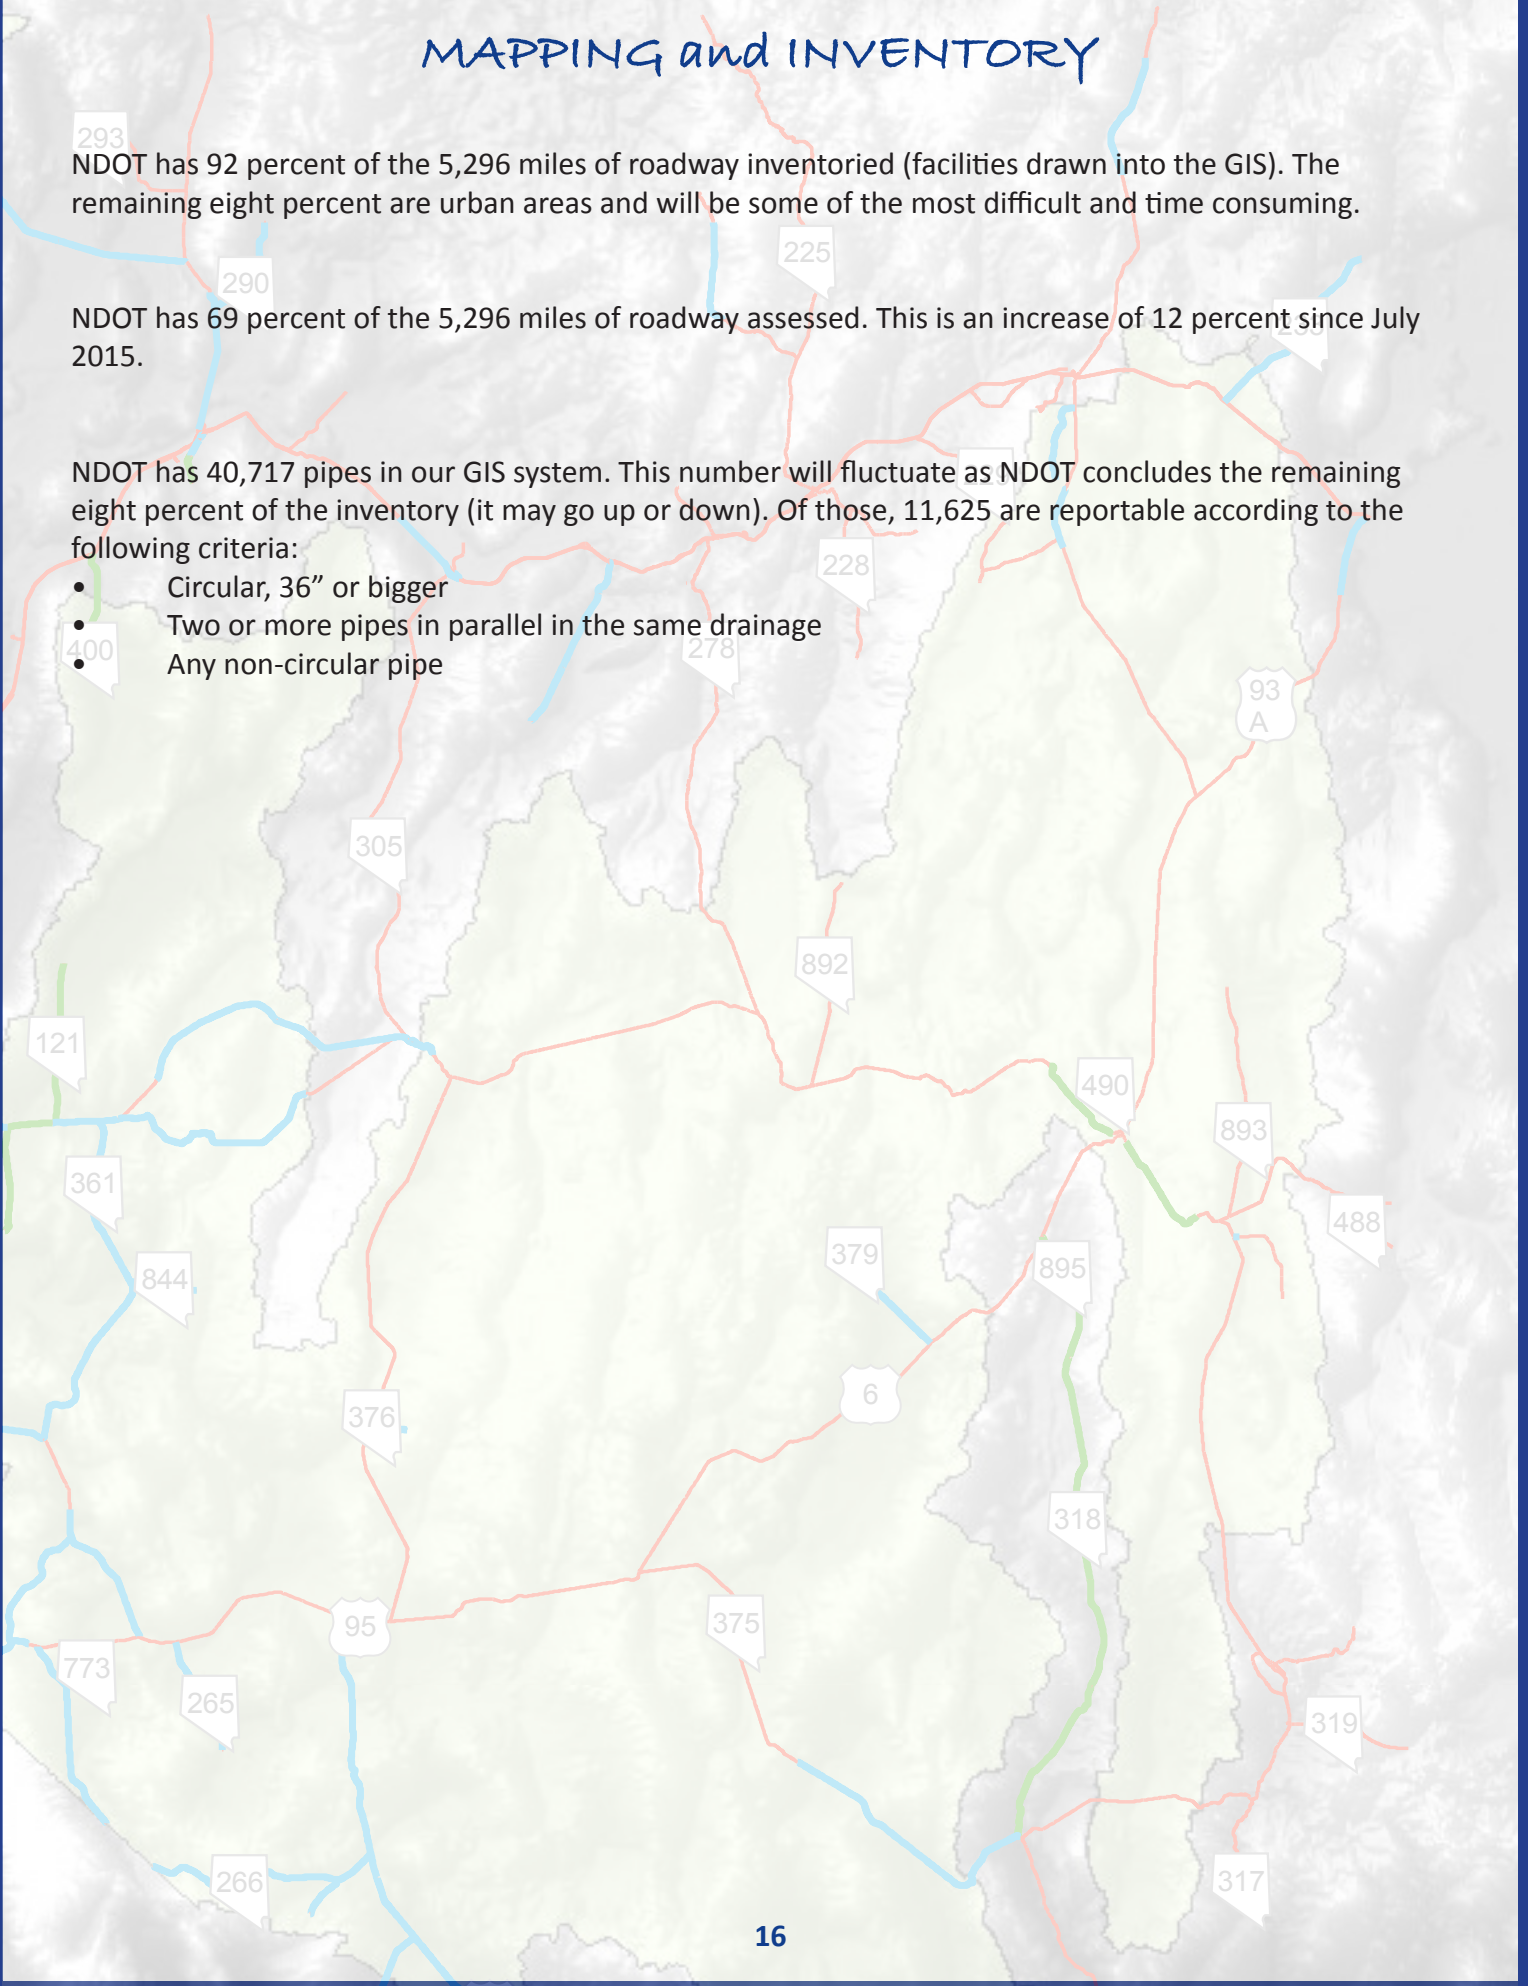 MAPPING and INVENTORY
293
NDOT has 92 percent of the 5,296 miles of roadway inventoried (facilities drawn into the GIS). The
remaining eight percent are urban areas and will be some of the most difficult and time consuming.
225
290
NDOT has 69 percent of the 5,296 miles of roadway assessed. This is an increase of 12 percent since July
2015.
NDOT has 40,717 pipes in our GIS system. This number will fluctuate as NDOT concludes the remaining
229
eight percent of the inventory (it may go up or down). Of those, 11,625 are reportable according to the
following criteria:
228
• Circular, 36” or bigger
• Two or more pipes in parallel in the same drainage
400
278
• Any non-circular pipe
93
A
305
892
121
490
893
361
488
379
895
844
6
376
318
95
375
773
265
319
266
317
16